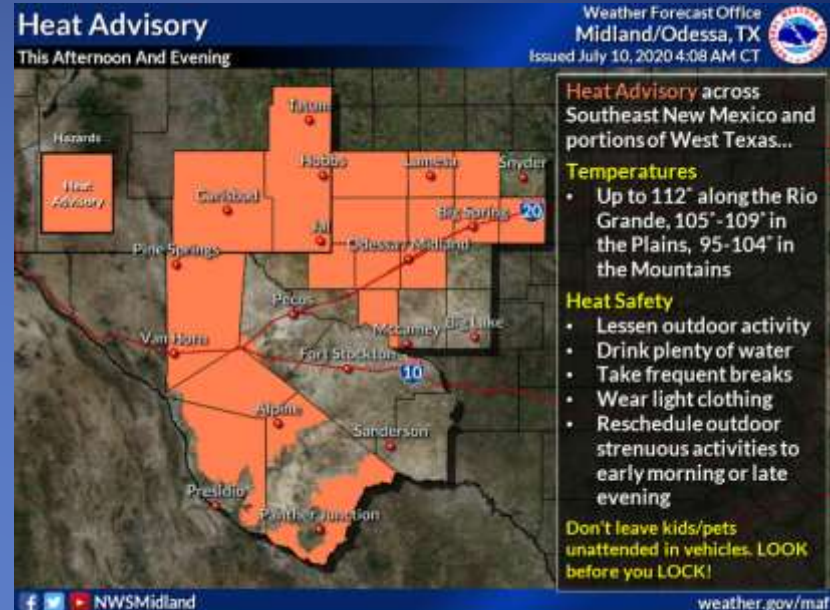 Heat Advisory
This Afternoon And Evening
Weather Forecast Office
Midland/Odessa, TX
Issued July 10, 2020 4:08 AM CT
Hazards
Heat
Advisory
Tatum
Hobbs
Lamesa
Snyder
Carlsbad
Big Spring
20
Jal
Odessa / Midland
Pine Springs
Pecos
McCamey
Big Lake
Van Horn
Fort Stockton
10
Alpine
Sanderson
Presidio
Panther Junction
Heat Advisory across
Southeast New Mexico and
portions of West Texas...
Temperatures
• Up to 112° along the Rio
Grande, 105°-109° in
the Plains, 95-104° in
the Mountains
Heat Safety
• Lessen outdoor activity
• Drink plenty of water
• Take frequent breaks
• Wear light clothing
• Reschedule outdoor
strenuous activities to
early morning or late
evening
Don't leave kids/pets
unattended in vehicles. LOOK
before you LOCK!
NWSMidland
weather.gov/maf